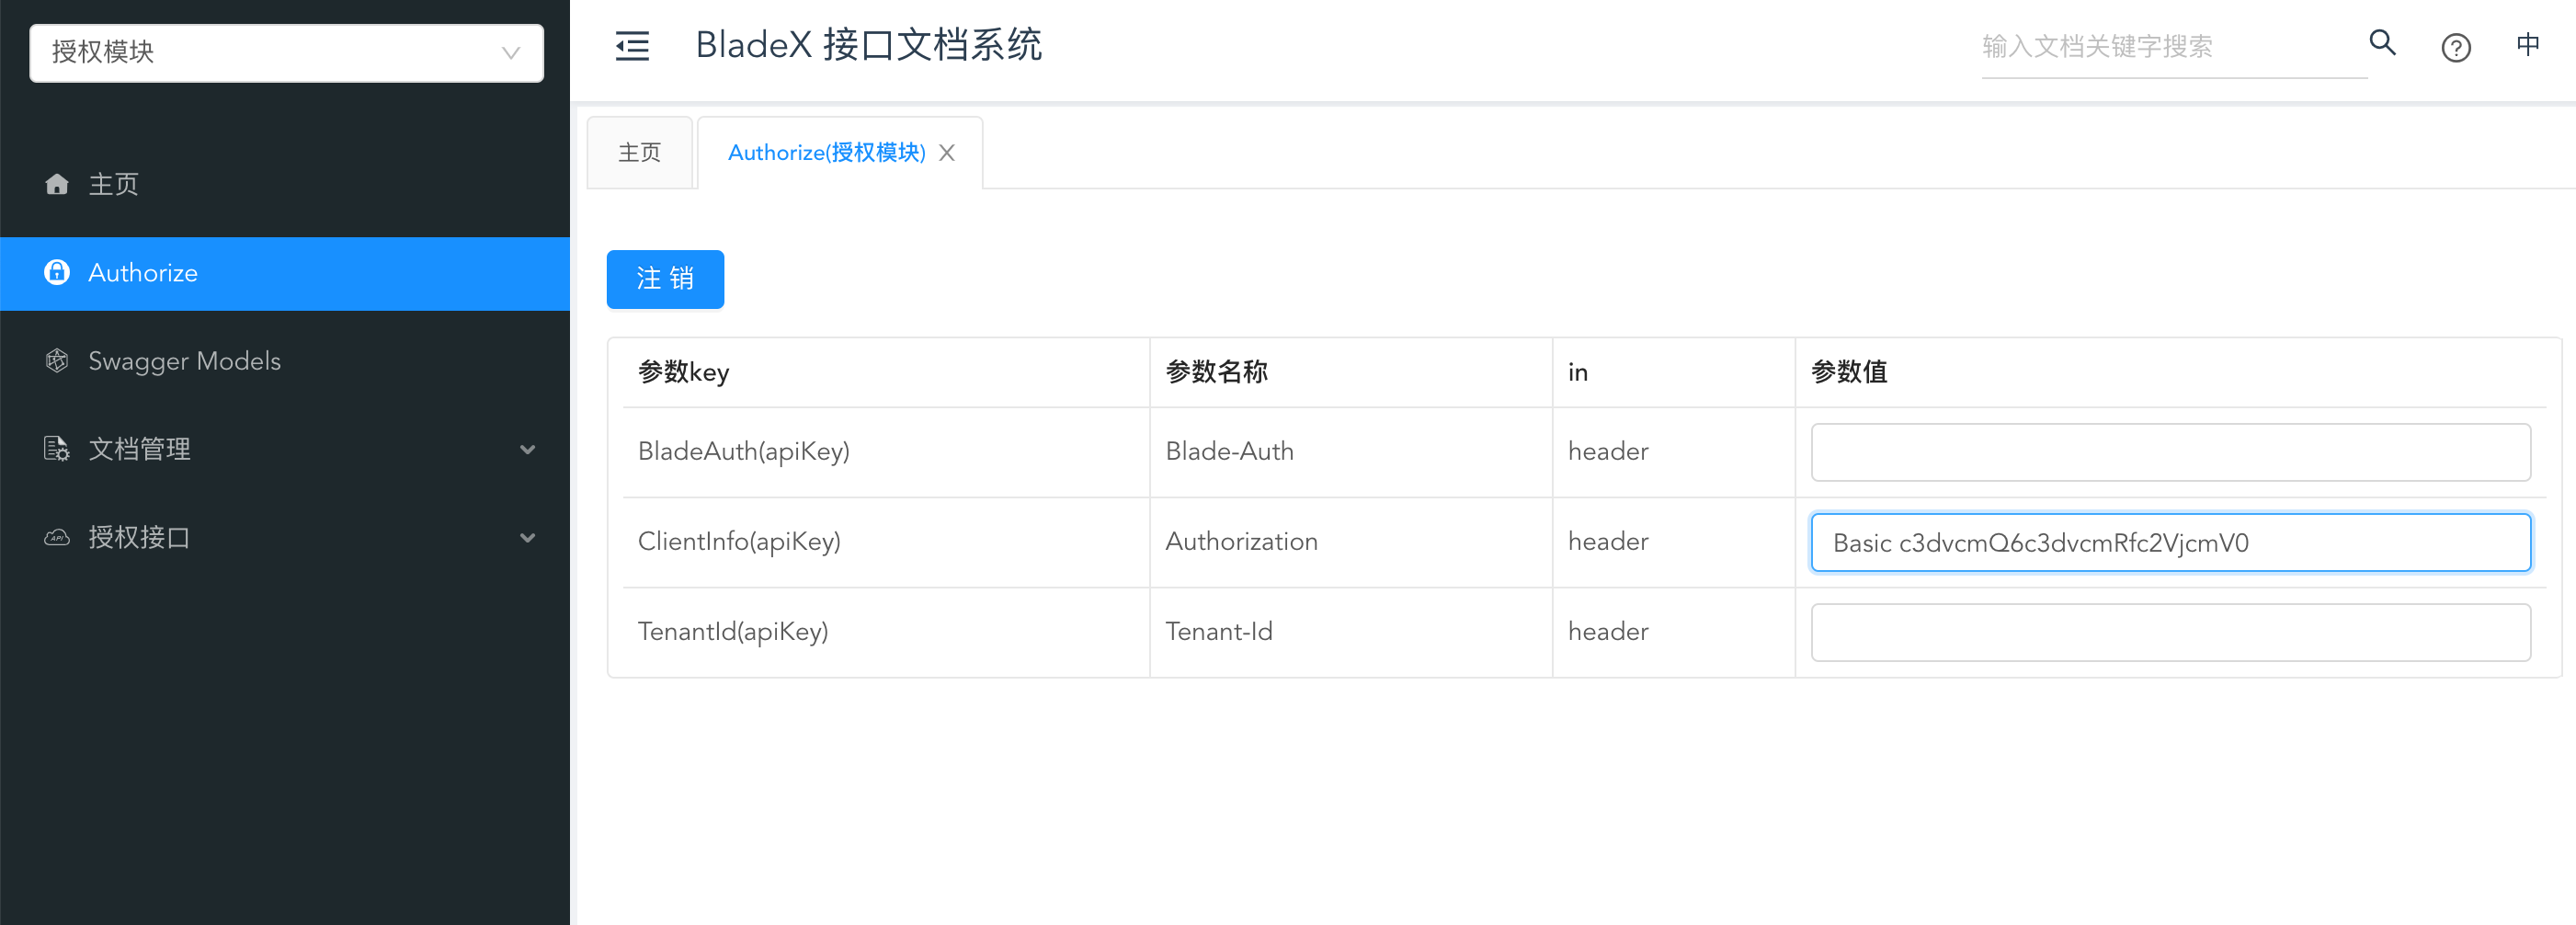 授权模块
主页
Authorize
Swagger Models
文档管理
API 授权接口
BladeX 接口文档系统
输入文档关键字搜索
? 中
主页 Authorize(授权模块)
注 销
参数key 参数名称 in 参数值
BladeAuth(apiKey) Blade-Auth header
ClientInfo(apiKey) Authorization header Basic c3dvcmQ6c3dvcmRfc2VjcmV0
TenantId(apiKey) Tenant-Id header